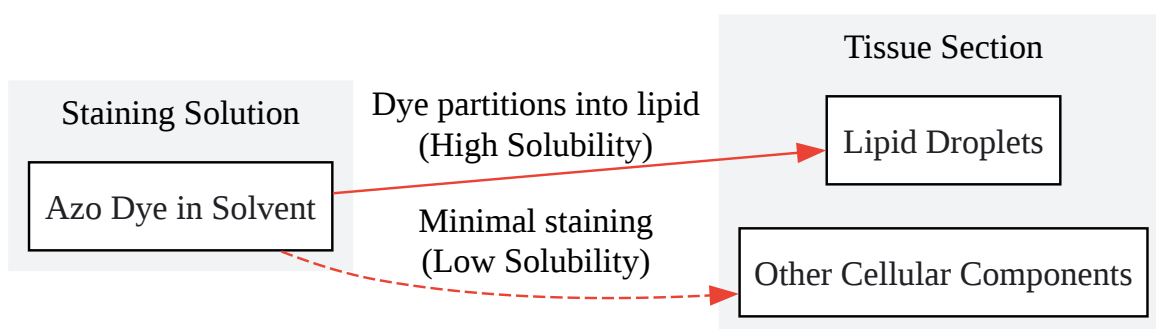 Staining Solution
Azo Dye in Solvent
Dye partitions into lipid
(High Solubility)
Minimal staining
(Low Solubility)
Tissue Section
Lipid Droplets
Other Cellular Components